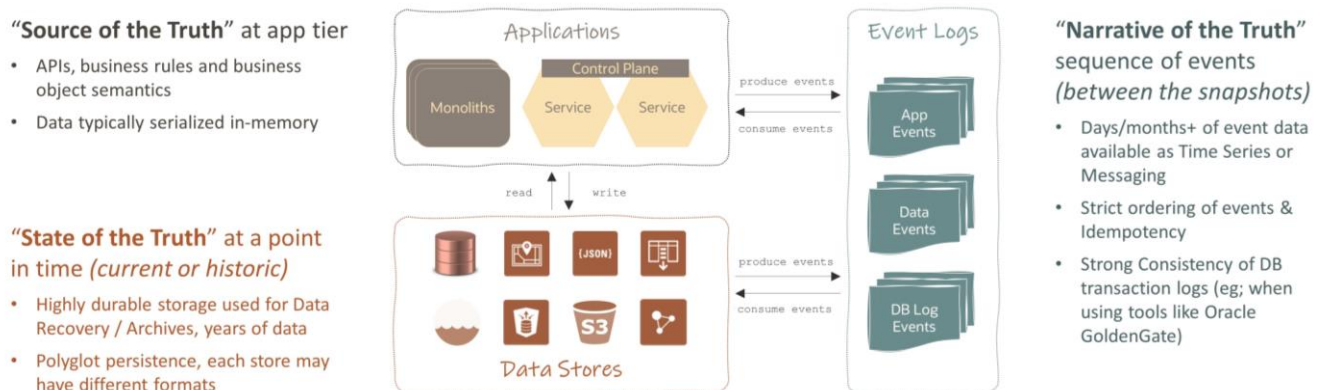 “Source of the Truth” at app tier
• APIs, business rules and business
object semantics
• Data typically serialized in-memory
“State of the Truth” at a point
in time (current or historic)
• Highly durable storage used for Data
Recovery / Archives, years of data
• Polyglot persistence, each store may
have different formats
Applications
Control Plane
Monoliths
Service
Service
read
write
{JSON}
S3
Data Stores
produce events
consume events
produce events
consume events
Event Logs
App
Events
Data
Events
DB Log
Events
“Narrative of the Truth”
sequence of events
(between the snapshots)
• Days/months+ of event data
available as Time Series or
Messaging
• Strict ordering of events &
Idempotency
• Strong Consistency of DB
transaction logs (eg; when
using tools like Oracle
GoldenGate)